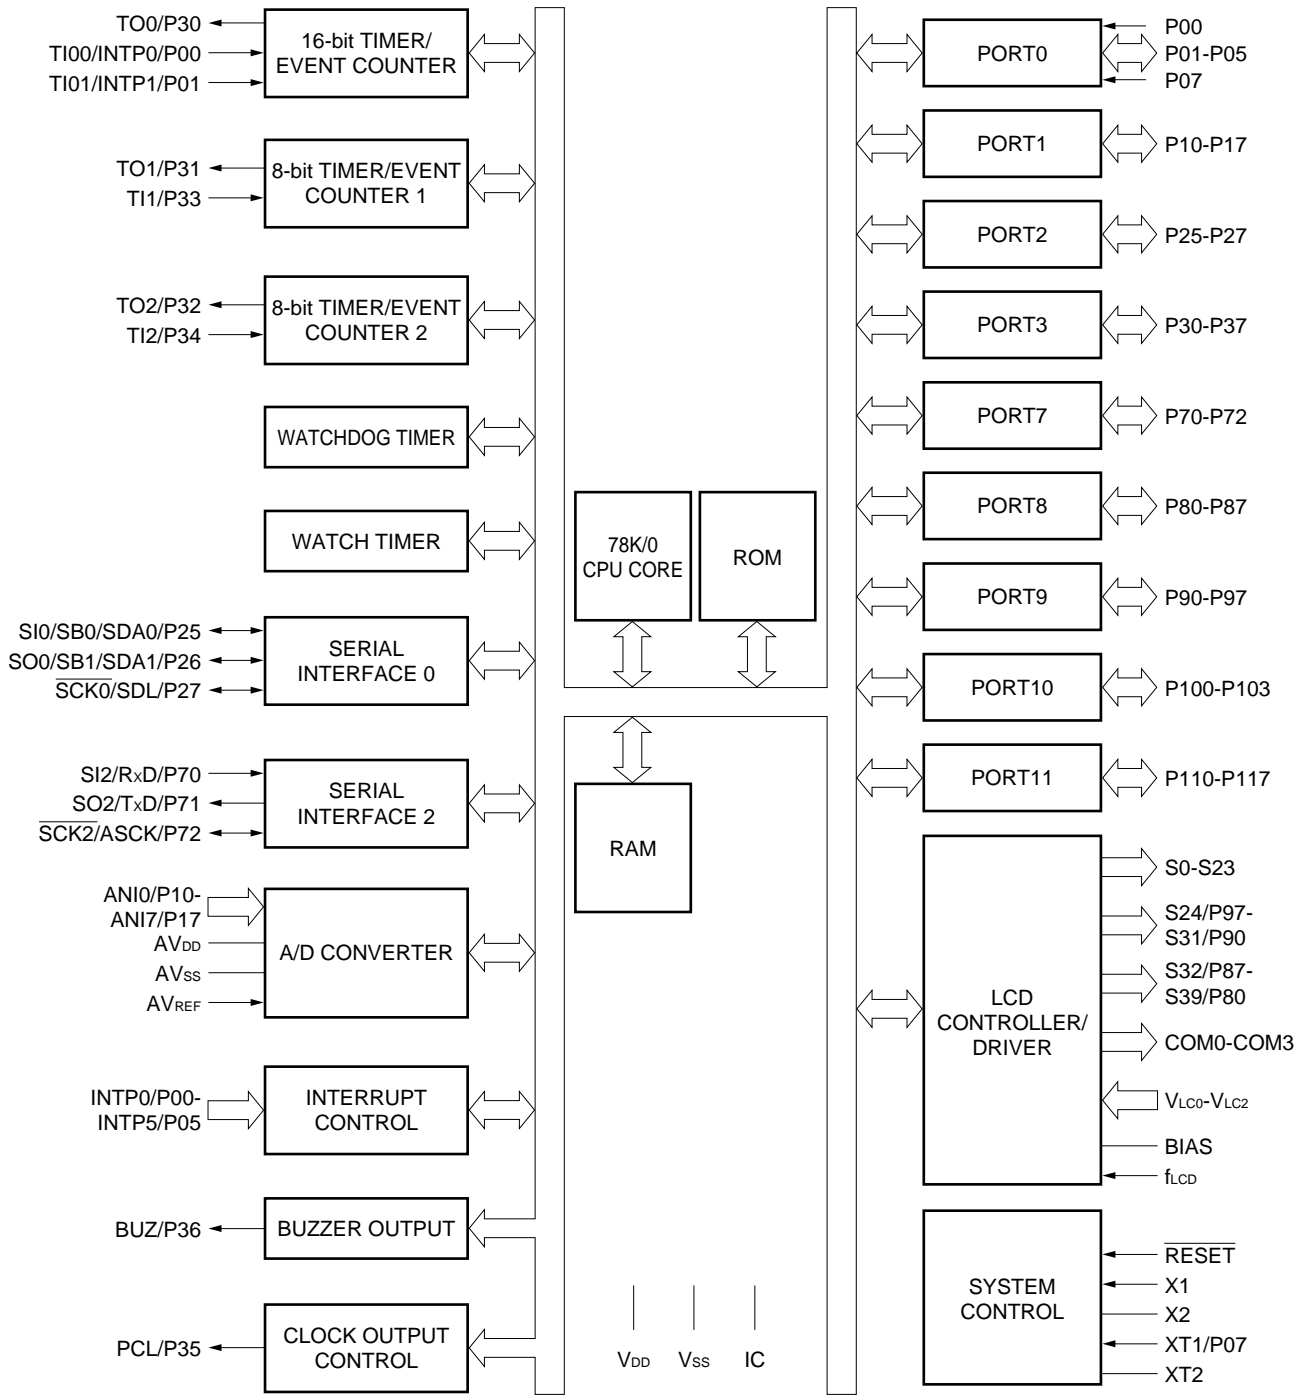 TO0/P30
TI00/INTP0/P00
TI01/INTP1/P01
16-bit TIMER/
EVENT COUNTER
TO1/P31
TI1/P33
8-bit TIMER/EVENT
COUNTER 1
TO2/P32
TI2/P34
8-bit TIMER/EVENT
COUNTER 2
WATCHDOG TIMER
WATCH TIMER
SI0/SB0/SDA0/P25
SO0/SB1/SDA1/P26
SCK0/SDL/P27
SERIAL
INTERFACE 0
SI2/RxD/P70
SO2/TxD/P71
SCK2/ASCK/P72
SERIAL
INTERFACE 2
ANI0/P10-
ANI7/P17
AVDD
AVSS
AVREF
A/D CONVERTER
INTP0/P00-
INTP5/P05
INTERRUPT
CONTROL
BUZ/P36
BUZZER OUTPUT
PCL/P35
CLOCK OUTPUT
CONTROL
78K/0
CPU CORE
ROM
RAM
VDD
VSS
IC
PORT0
P00
P01-P05
P07
PORT1
P10-P17
PORT2
P25-P27
PORT3
P30-P37
PORT7
P70-P72
PORT8
P80-P87
PORT9
P90-P97
PORT10
P100-P103
PORT11
P110-P117
LCD
CONTROLLER/
DRIVER
S0-S23
S24/P97-
S31/P90
S32/P87-
S39/P80
COM0-COM3
VLC0-VLC2
BIAS
fLCD
SYSTEM
CONTROL
RESET
X1
X2
XT1/P07
XT2